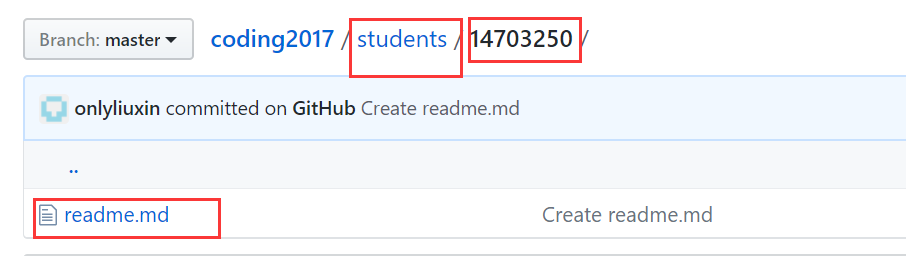 Branch: master coding2017 / students / 14703250 /
onlyliuxin committed on GitHub Create readme.md
..
readme.md Create readme.md